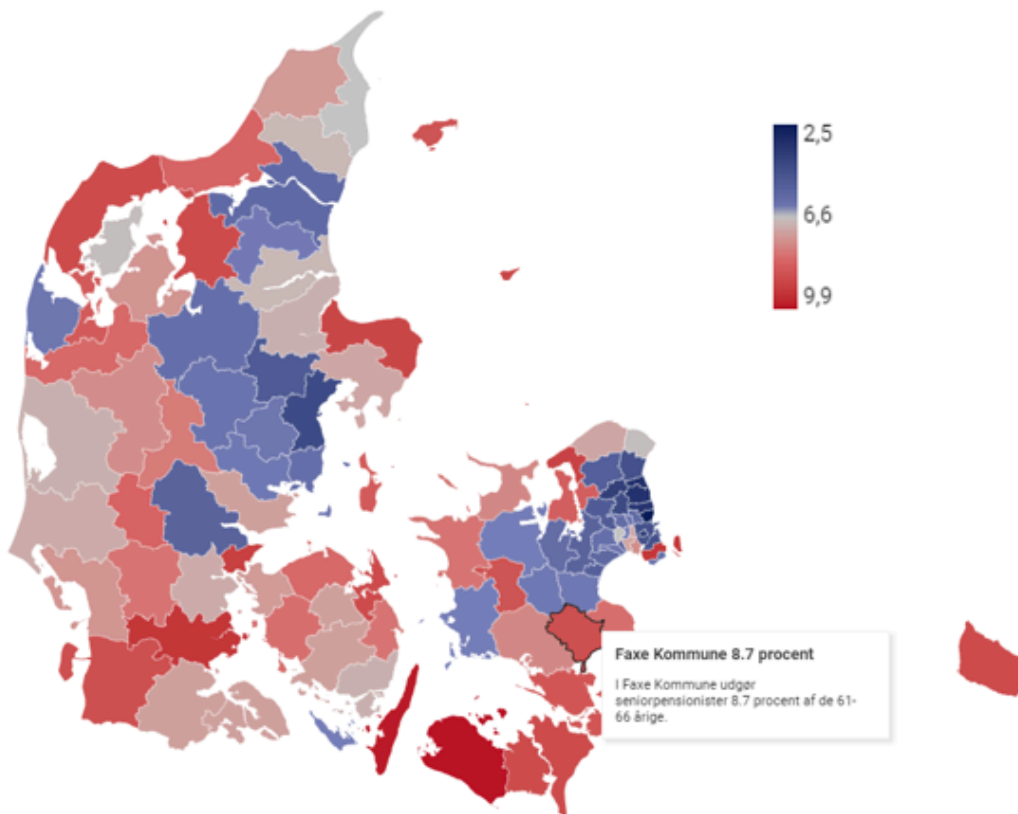 2,5
6,6
9,9
Faxe Kommune 8.7 procent
I Faxe Kommune udgør
seniorpensionister 8.7 procent af de 61-
66 årige.